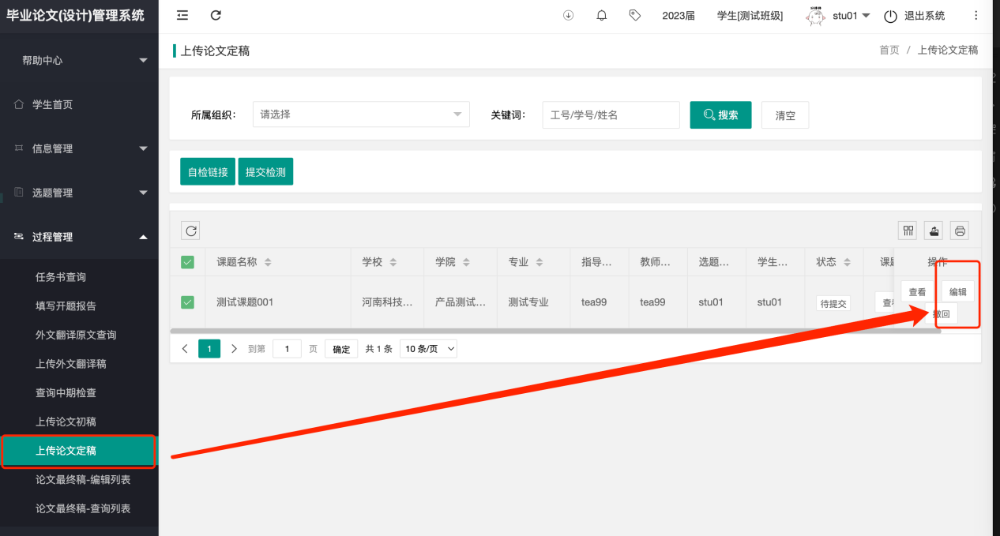 毕业论文(设计)管理系统
2023届 学生[测试班级] stu01 退出系统
帮助中心
学生首页
信息管理
选题管理
过程管理
任务书查询
填写开题报告
外文翻译原文查询
上传外文翻译稿
查询中期检查
上传论文初稿
上传论文定稿
论文最终稿-编辑列表
论文最终稿-查询列表
上传论文定稿
首页 / 上传论文定稿
所属组织: 请选择 关键词: 工号/学号/姓名 搜索 清空
自检链接 提交检测
课题名称 学校 学院 专业 指导... 教师... 选题... 学生... 状态 课题 操作
测试课题001 河南科技... 产品测试... 测试专业 tea99 tea99 stu01 stu01 待提交 查看 查看 编辑
撤回
1 到第 1 页 确定 共 1 条 10 条/页